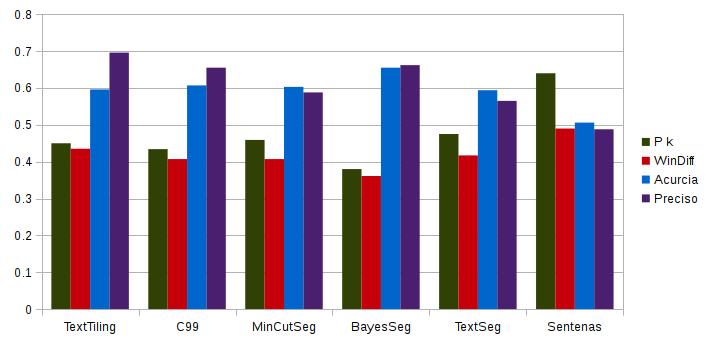 0.8
0.7
0.6
0.5
0.4
0.3
0.2
0.1
0
TextTiling C99 MinCutSeg BayesSeg TextSeg Sentenas
P k
WinDiff
Acurcia
Preciso